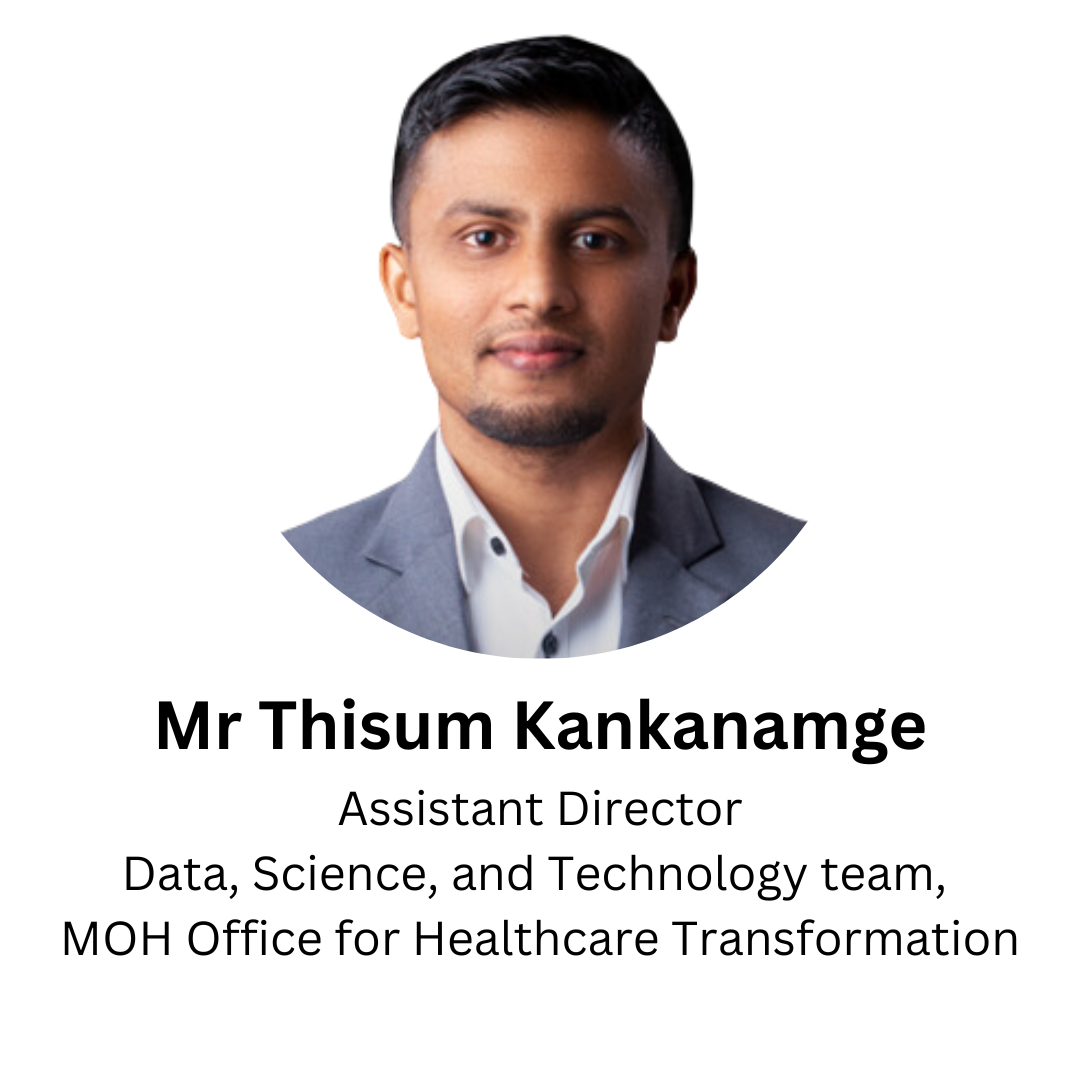 Mr Thisum Kankanamge
Assistant Director
Data, Science, and Technology team,
MOH Office for Healthcare Transformation